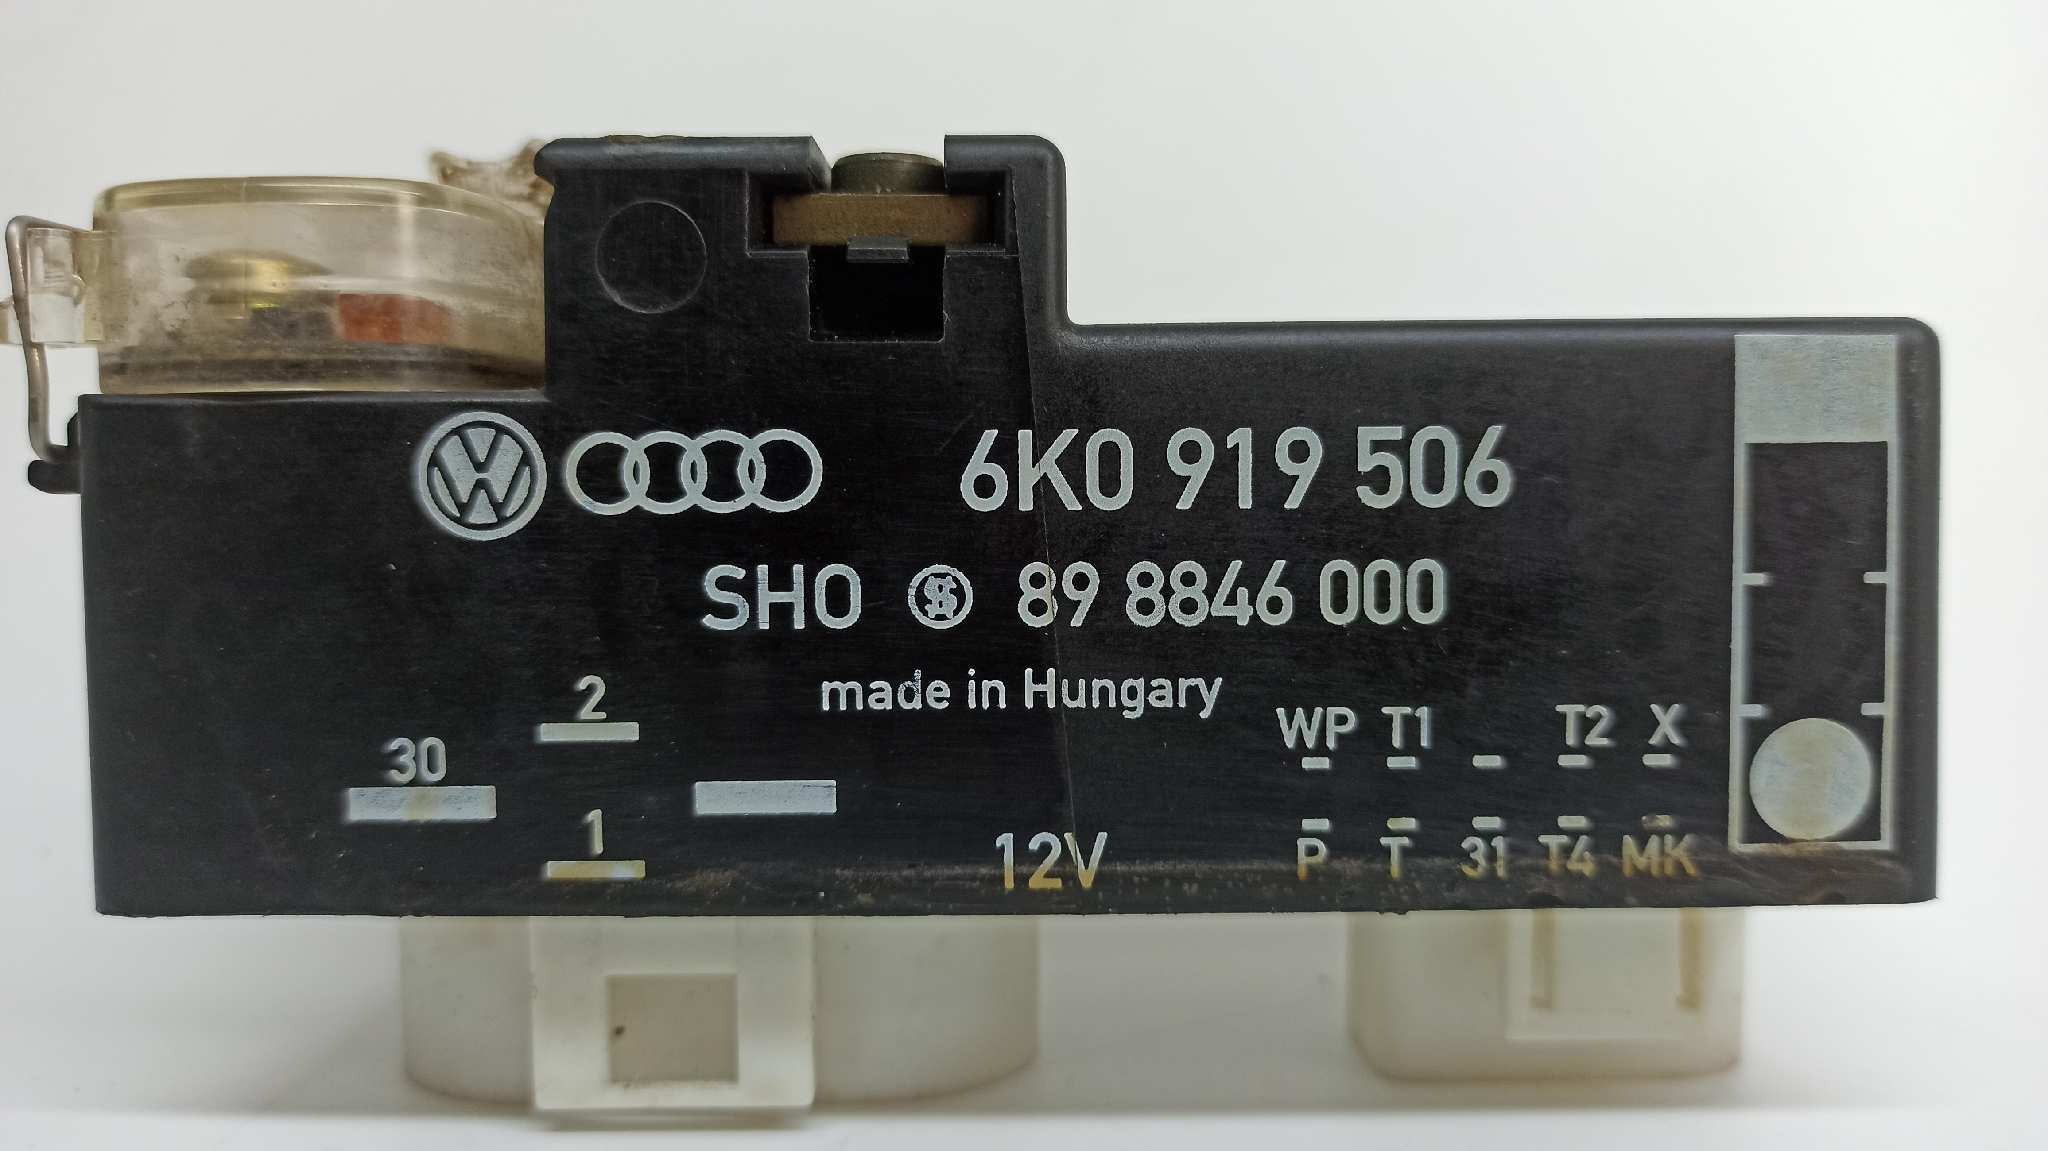 6K0 919 506
SHO 89 8846 000
made in Hungary
2
30
1
12V
WP T1 T2 X
P T 31 T4 MK